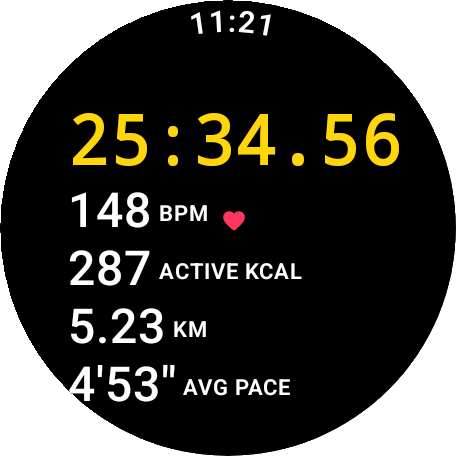 11:21
25:34.56
148 BPM
287 ACTIVE KCAL
5.23 KM
4'53" AVG PACE